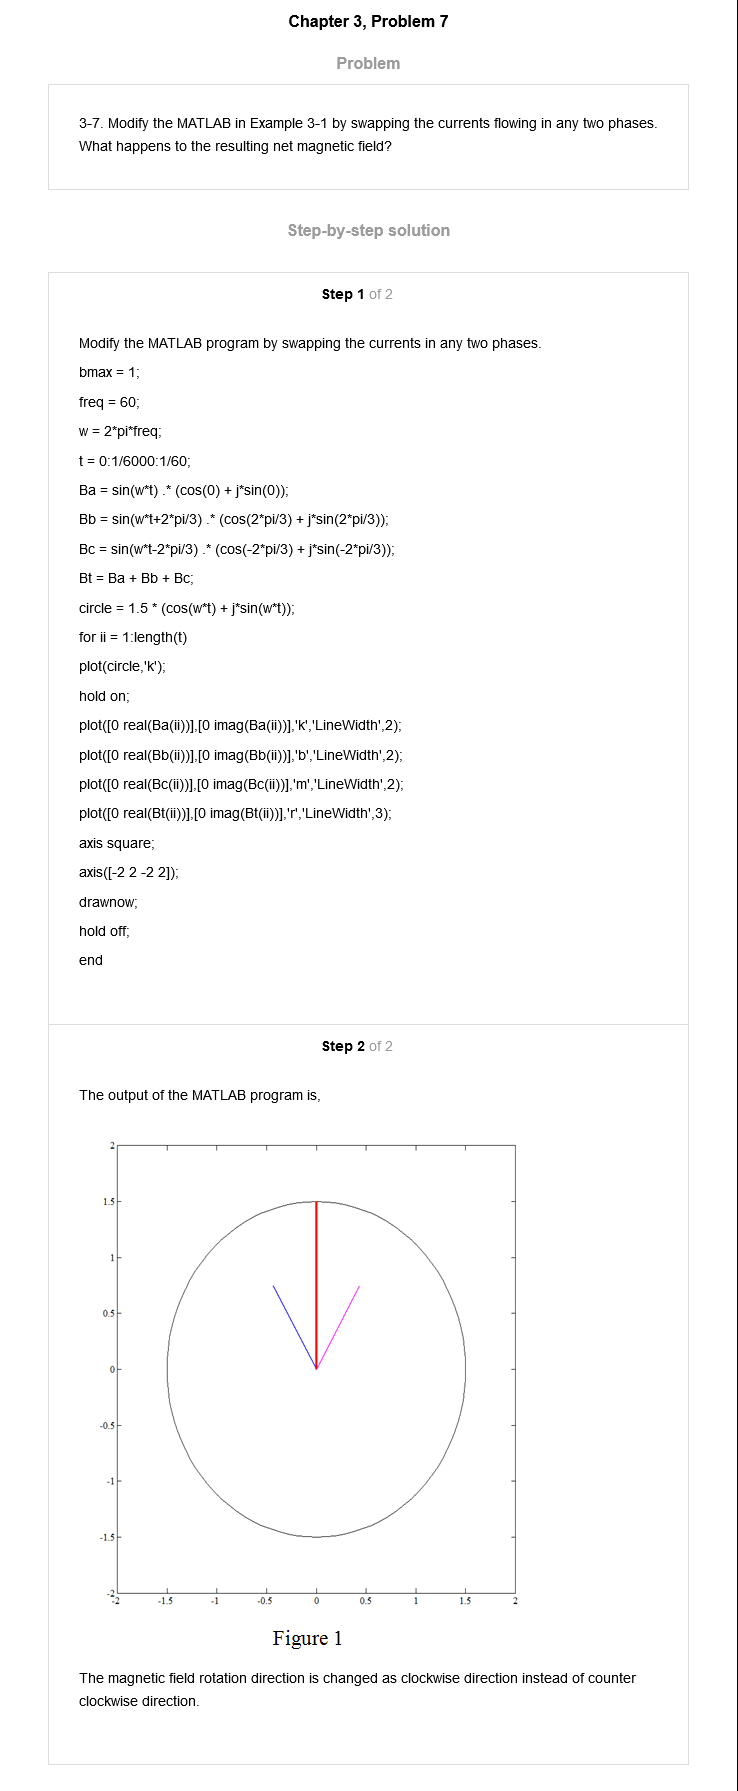 Chapter 3, Problem 7
Problem
3-7. Modify the MATLAB in Example 3-1 by swapping the currents flowing in any two phases.
What happens to the resulting net magnetic field?
Step-by-step solution
Step 1 of 2
Modify the MATLAB program by swapping the currents in any two phases.
bmax = 1;
freq = 60;
w = 2*pi*freq;
t = 0:1/6000:1/60;
Ba = sin(w*t) .* (cos(0) + j*sin(0));
Bb = sin(w*t+2*pi/3) .* (cos(2*pi/3) + j*sin(2*pi/3));
Bc = sin(w*t-2*pi/3) .* (cos(-2*pi/3) + j*sin(-2*pi/3));
Bt = Ba + Bb + Bc;
circle = 1.5 * (cos(w*t) + j*sin(w*t));
for ii = 1:length(t)
plot(circle,'k');
hold on;
plot([0 real(Ba(ii))],[0 imag(Ba(ii))],'k','LineWidth',2);
plot([0 real(Bb(ii))],[0 imag(Bb(ii))],'b','LineWidth',2);
plot([0 real(Bc(ii))],[0 imag(Bc(ii))],'m','LineWidth',2);
plot([0 real(Bt(ii))],[0 imag(Bt(ii))],'r','LineWidth',3);
axis square;
axis([-2 2 -2 2]);
drawnow;
hold off;
end
Step 2 of 2
The output of the MATLAB program is,
2
1.5
1
0.5
0
-0.5
-1
-1.5
-2
-2 -1.5 -1 -0.5 0 0.5 1 1.5 2
Figure 1
The magnetic field rotation direction is changed as clockwise direction instead of counter
clockwise direction.